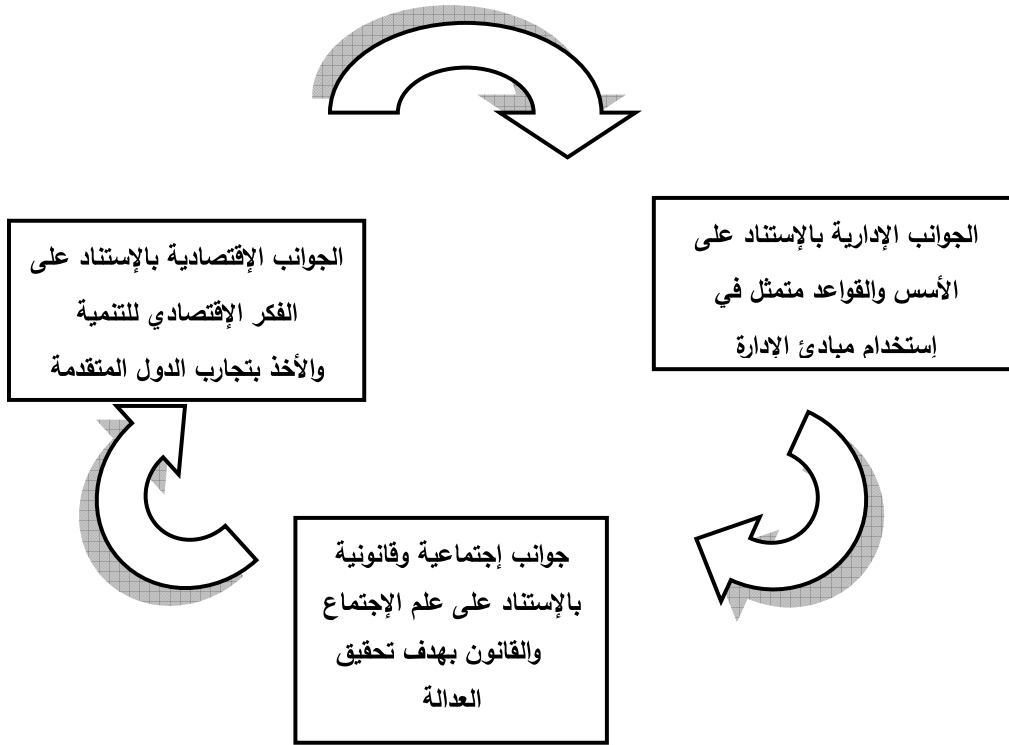 الجوانب الإدارية بالإستناد على
الأسس والقواعد متمثل في
إستخدام مبادئ الإدارة
الجوانب الإقتصادية بالإستناد على
الفكر الإقتصادي للتنمية
والأخذ بتجارب الدول المتقدمة
جوانب إجتماعية وقانونية
بالإستناد على علم الإجتماع
والقانون بهدف تحقيق
العدالة